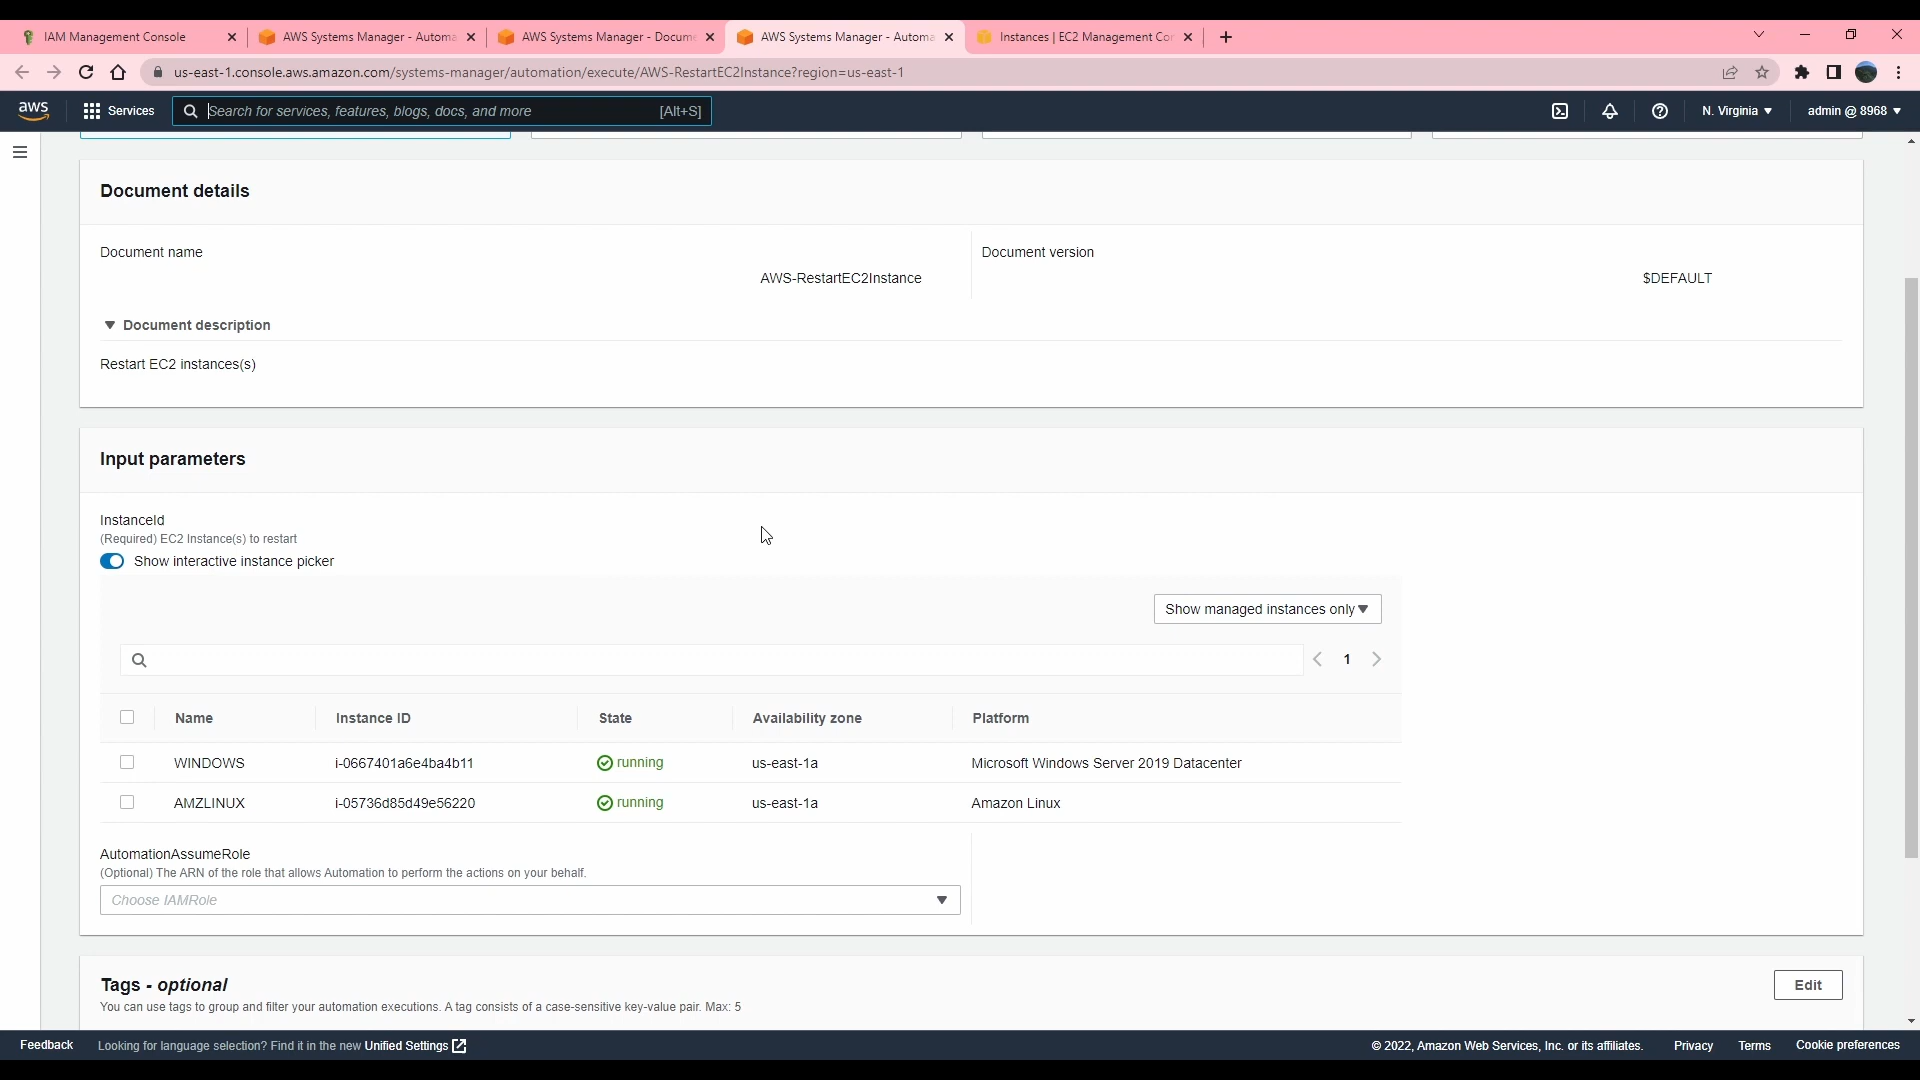 IAM Management Console
AWS Systems Manager - Automa
AWS Systems Manager - Docume
AWS Systems Manager - Automa
Instances | EC2 Management Cor
us-east-1.console.aws.amazon.com/systems-manager/automation/execute/AWS-RestartEC2Instance?region=us-east-1
aws
Services
Search for services, features, blogs, docs, and more
[Alt+S]
N. Virginia
admin @ 8968
Document details
Document name
Document version
AWS-RestartEC2Instance
$DEFAULT
Document description
Restart EC2 instances(s)
Input parameters
InstanceId
(Required) EC2 Instance(s) to restart
Show interactive instance picker
Show managed instances only
1
Name Instance ID State Availability zone Platform
WINDOWS i-0667401a6e4ba4b11 running us-east-1a Microsoft Windows Server 2019 Datacenter
AMZLINUX i-05736d85d49e56220 running us-east-1a Amazon Linux
AutomationAssumeRole
(Optional) The ARN of the role that allows Automation to perform the actions on your behalf.
Choose IAMRole
Tags - optional
Edit
You can use tags to group and filter your automation executions. A tag consists of a case-sensitive key-value pair. Max: 5
Feedback
Looking for language selection? Find it in the new Unified Settings
© 2022, Amazon Web Services, Inc. or its affiliates.
Privacy
Terms
Cookie preferences